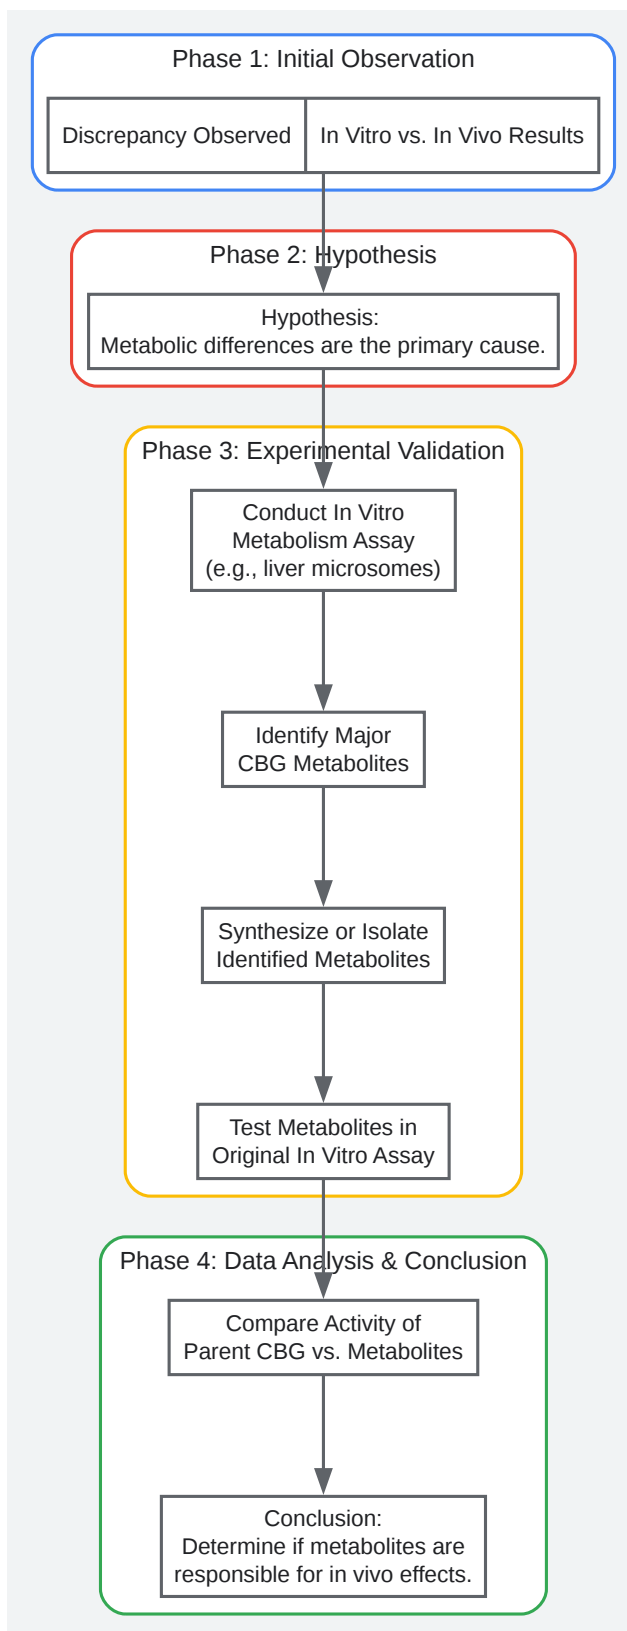 Phase 1: Initial Observation
Discrepancy Observed
In Vitro vs. In Vivo Results
Phase 2: Hypothesis
Hypothesis:
Metabolic differences are the primary cause.
Phase 3: Experimental Validation
Conduct In Vitro
Metabolism Assay
(e.g., liver microsomes)
Identify Major
CBG Metabolites
Synthesize or Isolate
Identified Metabolites
Test Metabolites in
Original In Vitro Assay
Phase 4: Data Analysis & Conclusion
Compare Activity of
Parent CBG vs. Metabolites
Conclusion:
Determine if metabolites are
responsible for in vivo effects.